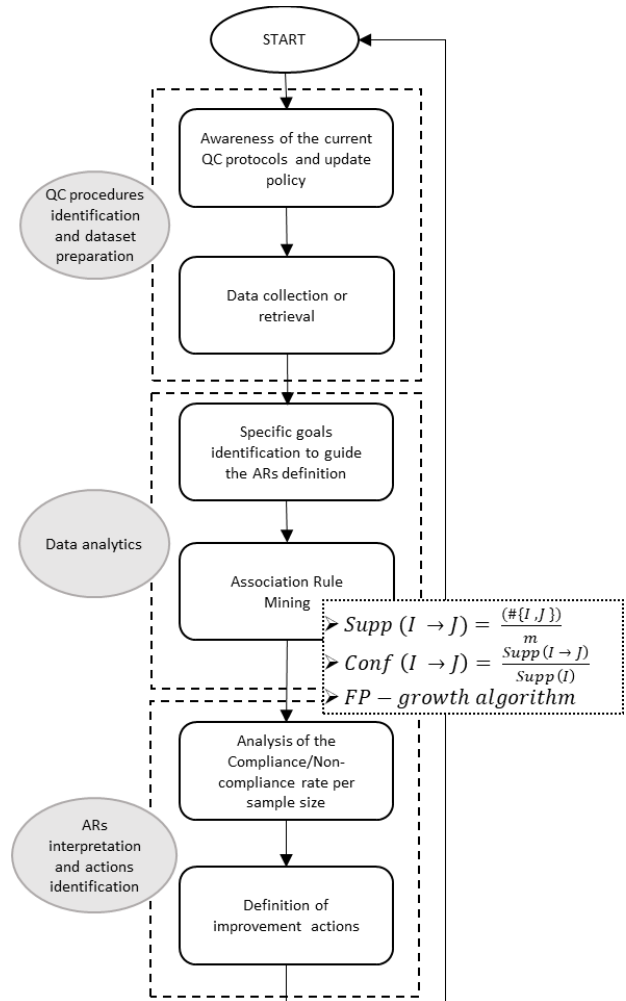 START
Awareness of the current
QC protocols and update
policy
QC procedures
identification
and dataset
preparation
Data collection or
retrieval
Specific goals
identification to guide
the ARs definition
Data analytics
Association Rule
Mining
➢ Supp (I → J) = (#{I ,J })/m
➢ Conf (I → J) = Supp(I → J)/Supp(I)
➢ FP − growth algorithm
Analysis of the
Compliance/Non-
compliance rate per
sample size
ARs
interpretation
and actions
identification
Definition of
improvement actions